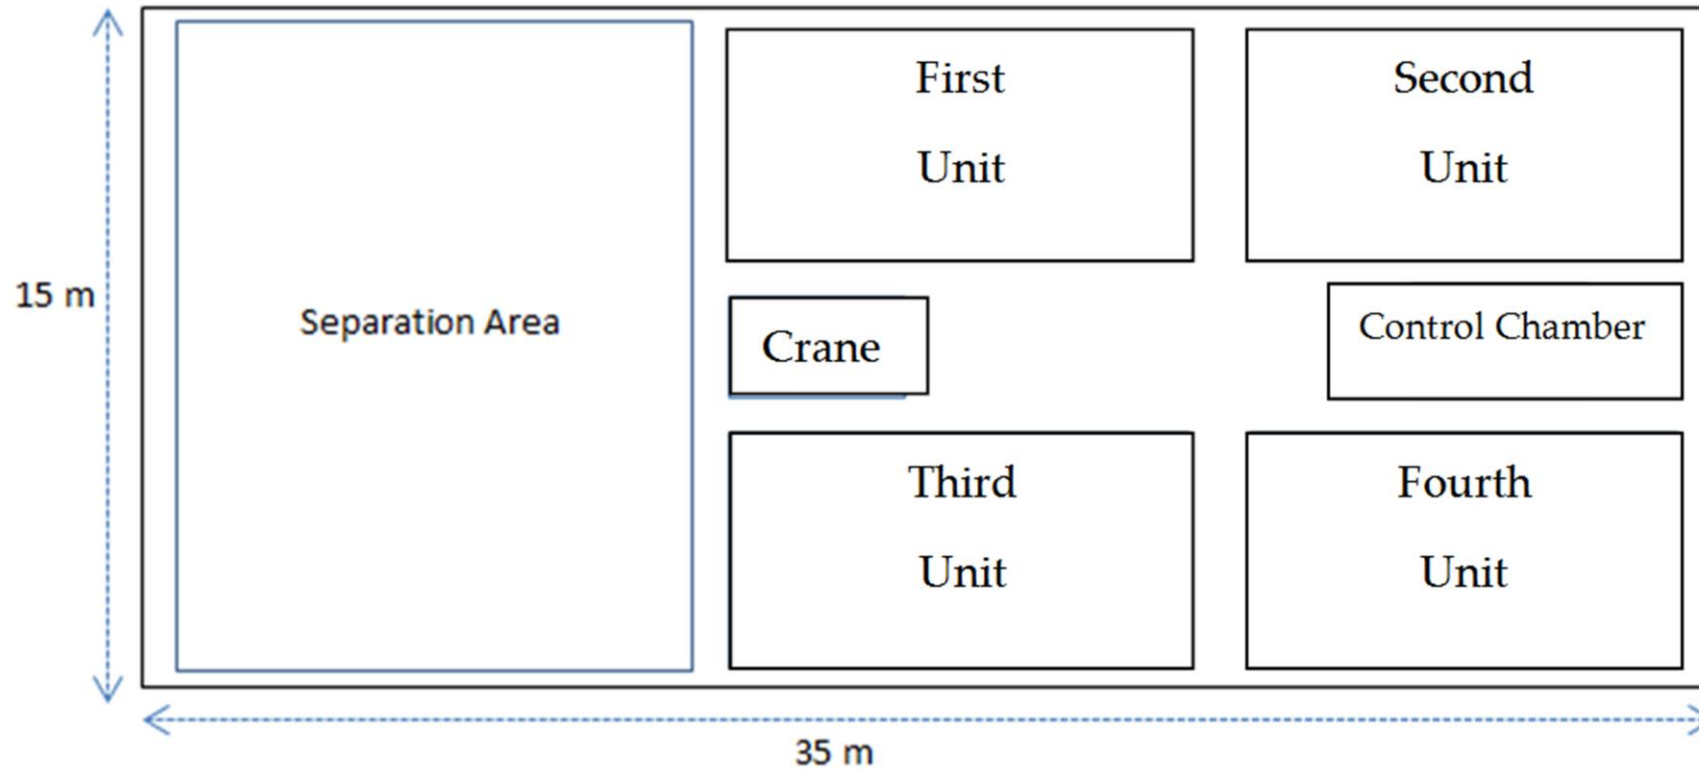 First
Unit
Second
Unit
15 m
Separation Area
Crane
Control Chamber
Third
Unit
Fourth
Unit
35 m